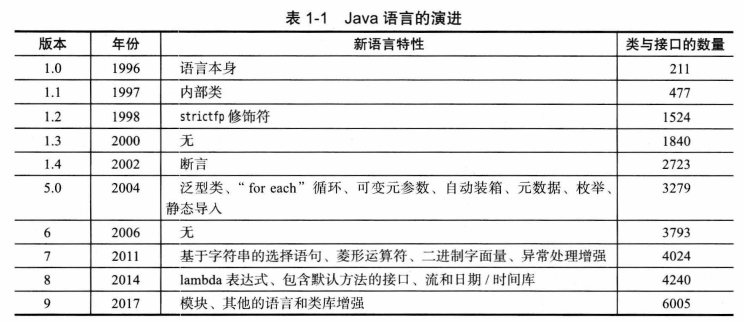 表 1-1 Java 语言的演进
版本 年份 新语言特性 类与接口的数量
1.0 1996 语言本身 211
1.1 1997 内部类 477
1.2 1998 strictfp 修饰符 1524
1.3 2000 无 1840
1.4 2002 断言 2723
5.0 2004 泛型类、“for each”循环、可变元参数、自动装箱、元数据、枚举、 3279
静态导入
6 2006 无 3793
7 2011 基于字符串的选择语句、菱形运算符、二进制字面量、异常处理增强 4024
8 2014 lambda 表达式、包含默认方法的接口、流和日期 / 时间库 4240
9 2017 模块、其他的语言和类库增强 6005